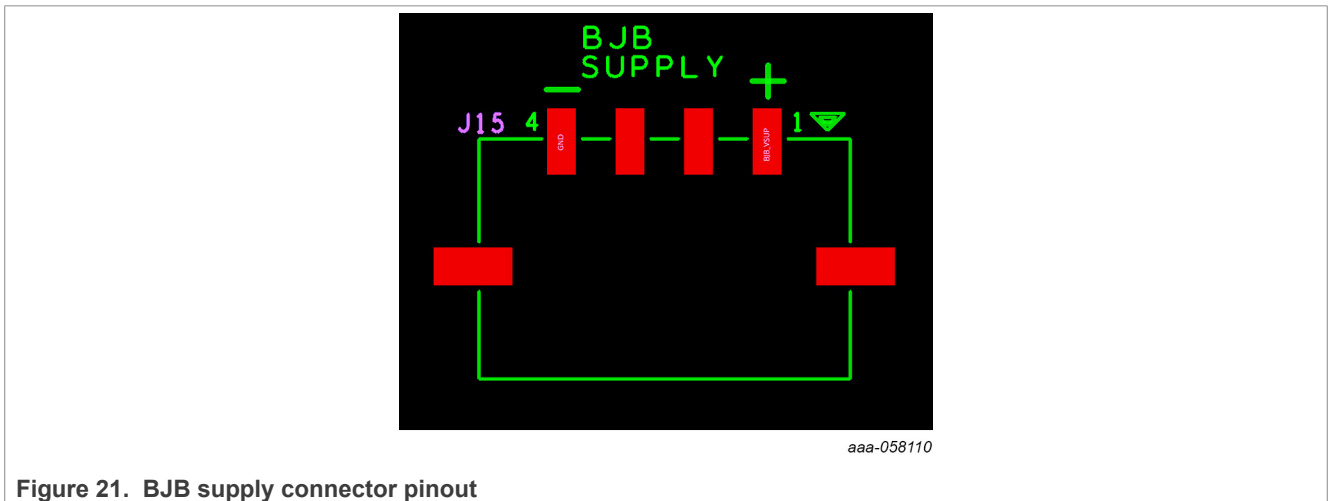 BJB
SUPPLY
− +
J15 4 1
GND BJB_VSUP
aaa-058110
Figure 21. BJB supply connector pinout